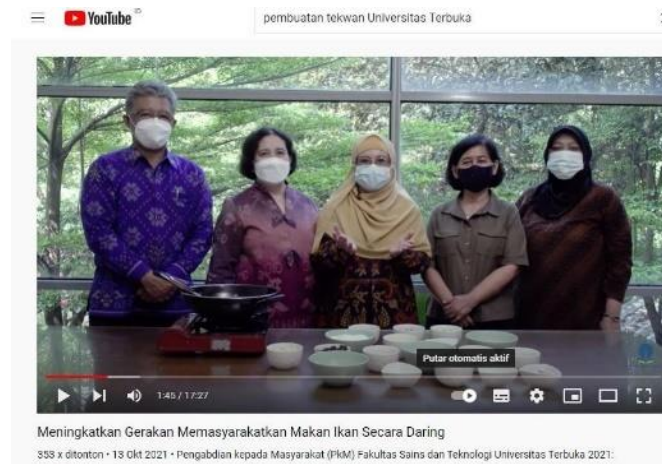 YouTube ID
pembuatan tekwan Universitas Terbuka
Putar otomatis aktif
1:45 / 17:27
Meningkatkan Gerakan Memasyarakatkan Makan Ikan Secara Daring
353 x ditonton • 13 Okt 2021 • Pengabdian kepada Masyarakat (PkM) Fakultas Sains dan Teknologi Universitas Terbuka 2021: